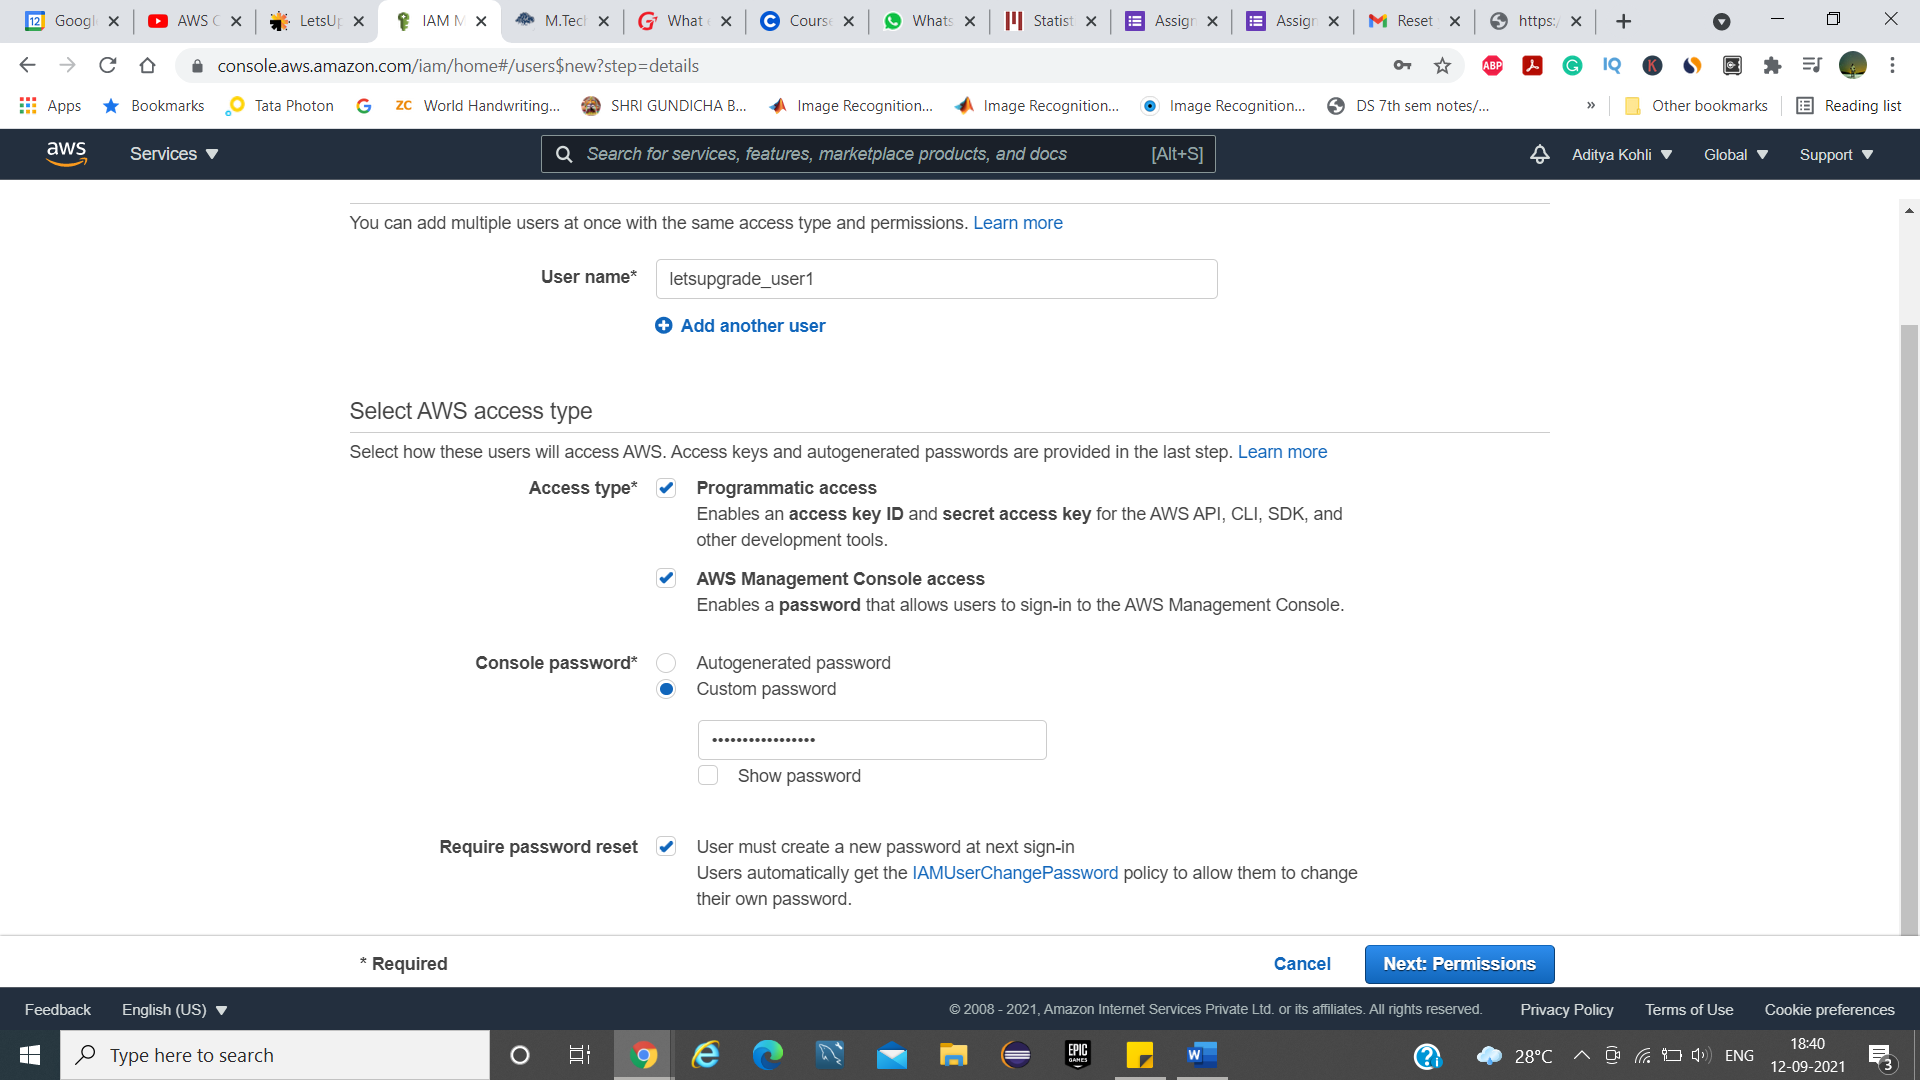 Google
AWS C
LetsUp
IAM M
M.Tech
What
Course
Whats
Statist
Assign
Assign
Reset
https:/
console.aws.amazon.com/iam/home#/users$new?step=details
Apps
Bookmarks
Tata Photon
World Handwriting...
SHRI GUNDICHA B...
Image Recognition...
Image Recognition...
Image Recognition...
DS 7th sem notes/...
»
Other bookmarks
Reading list
aws
Services
Search for services, features, marketplace products, and docs
[Alt+S]
Aditya Kohli
Global
Support
You can add multiple users at once with the same access type and permissions. Learn more
User name*
letsupgrade_user1
Add another user
Select AWS access type
Select how these users will access AWS. Access keys and autogenerated passwords are provided in the last step. Learn more
Access type*
Programmatic access
Enables an access key ID and secret access key for the AWS API, CLI, SDK, and
other development tools.
AWS Management Console access
Enables a password that allows users to sign-in to the AWS Management Console.
Console password*
Autogenerated password
Custom password
•••••••••••••••••
Show password
Require password reset
User must create a new password at next sign-in
Users automatically get the IAMUserChangePassword policy to allow them to change
their own password.
* Required
Cancel
Next: Permissions
Feedback
English (US)
© 2008 - 2021, Amazon Internet Services Private Ltd. or its affiliates. All rights reserved.
Privacy Policy
Terms of Use
Cookie preferences
Type here to search
28°C
ENG
18:40
12-09-2021
3